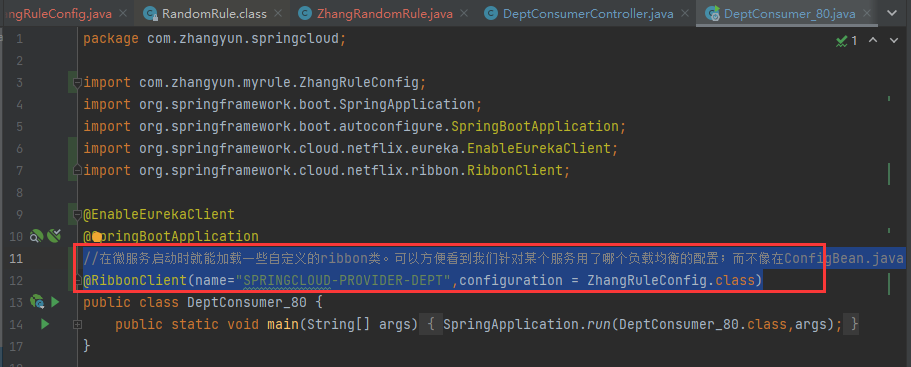 ngRuleConfig.java RandomRule.class ZhangRandomRule.java DeptConsumerController.java DeptConsumer_80.java
1 package com.zhangyun.springcloud;
1
2
3 import com.zhangyun.myrule.ZhangRuleConfig;
4 import org.springframework.boot.SpringApplication;
5 import org.springframework.boot.autoconfigure.SpringBootApplication;
6 import org.springframework.cloud.netflix.eureka.EnableEurekaClient;
7 import org.springframework.cloud.netflix.ribbon.RibbonClient;
8
9 @EnableEurekaClient
10 @SpringBootApplication
11 //在微服务启动时就能加载一些自定义的ribbon类。可以方便看到我们针对某个服务用了哪个负载均衡的配置；而不像在ConfigBean.java
12 @RibbonClient(name="SPRINGCLOUD-PROVIDER-DEPT",configuration = ZhangRuleConfig.class)
13 public class DeptConsumer_80 {
14 public static void main(String[] args) { SpringApplication.run(DeptConsumer_80.class,args); }
17 }